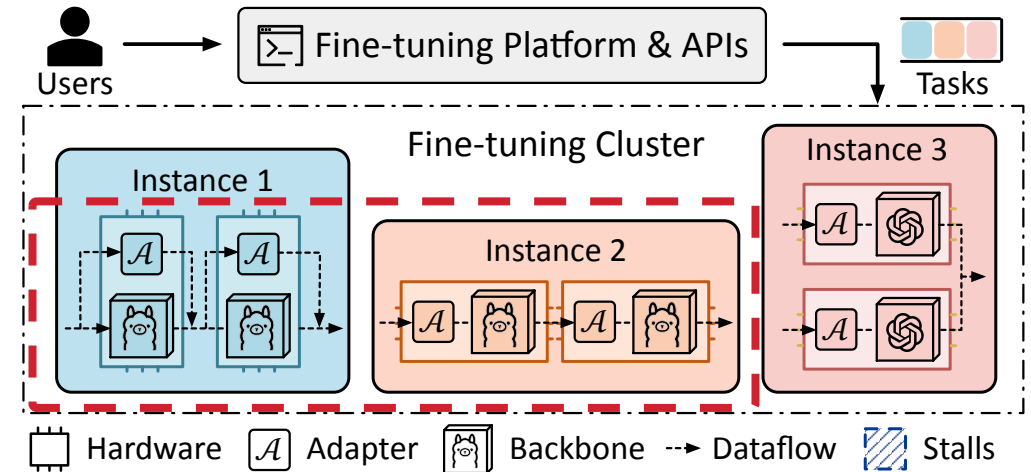 Fine-tuning Platform & APIs
Users
Tasks
Fine-tuning Cluster
Instance 1
Instance 2
Instance 3
𝒜
𝒜
𝒜
𝒜
𝒜
𝒜
Hardware
𝒜 Adapter
Backbone
Dataflow
Stalls